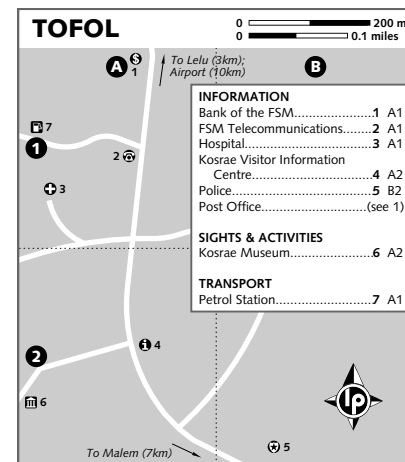 TOFOL
0 200 m
0 0.1 miles
A
B
$
1
To Lelu (3km);
Airport (10km)
INFORMATION
Bank of the FSM......................1 A1
FSM Telecommunications.......2 A1
Hospital...................................3 A1
Kosrae Visitor Information
Centre.................................4 A2
Police.......................................5 B2
Post Office.........................(see 1)
SIGHTS & ACTIVITIES
Kosrae Museum......................6 A2
TRANSPORT
Petrol Station..........................7 A1
7
1
2
3
4
2
6
lp
5
To Malem (7km)